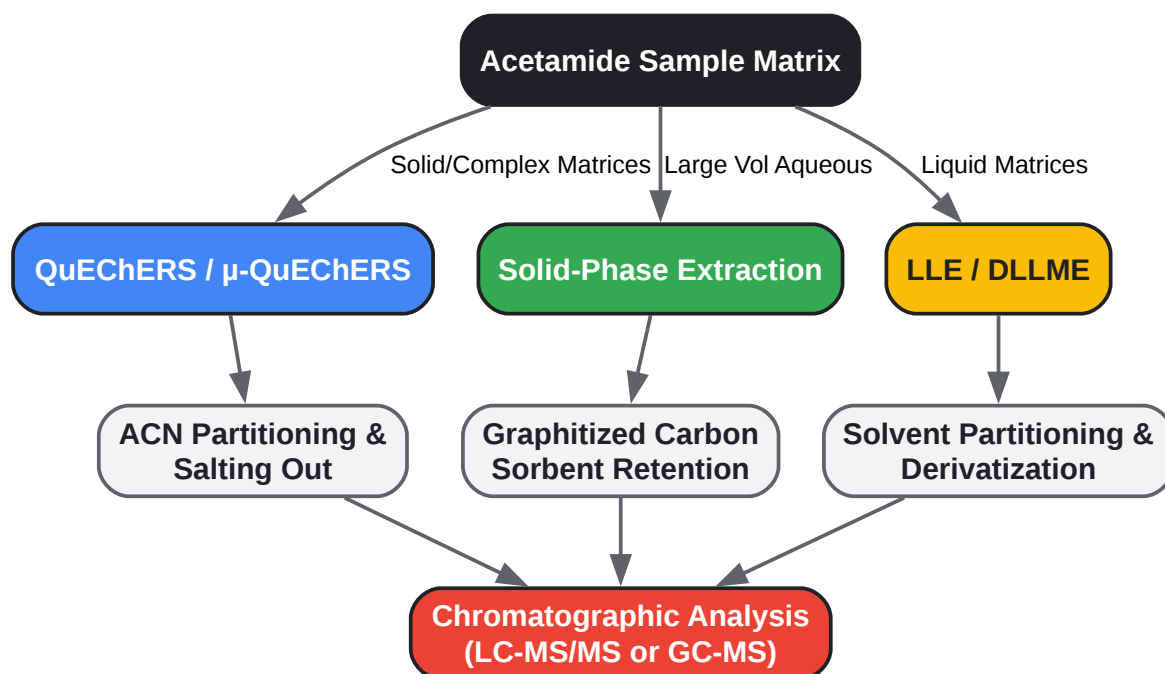 Acetamide Sample Matrix
Solid/Complex Matrices
Large Vol Aqueous
Liquid Matrices
QuEChERS / µ-QuEChERS
Solid-Phase Extraction
LLE / DLLME
ACN Partitioning &
Salting Out
Graphitized Carbon
Sorbent Retention
Solvent Partitioning &
Derivatization
Chromatographic Analysis
(LC-MS/MS or GC-MS)